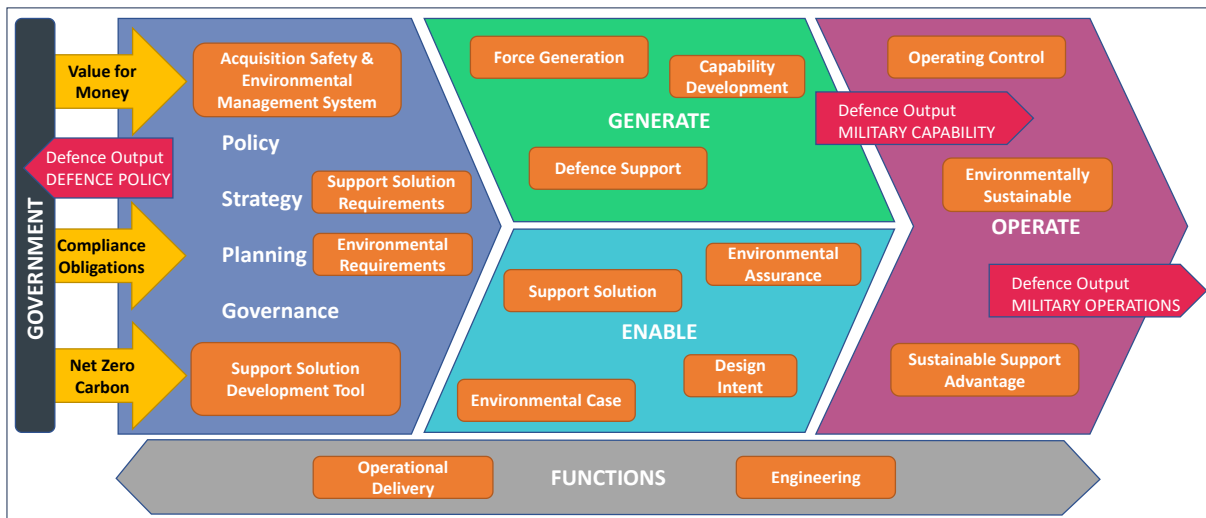 GOVERNMENT
Value for
Money
Defence Output
DEFENCE POLICY
Compliance
Obligations
Net Zero
Carbon
Acquisition Safety &
Environmental
Management System
Policy
Strategy
Support Solution
Requirements
Planning
Environmental
Requirements
Governance
Support Solution
Development Tool
Force Generation
Capability
Development
GENERATE
Defence Support
Defence Output
MILITARY CAPABILITY
Environmental
Assurance
Support Solution
ENABLE
Design
Intent
Environmental Case
Operating Control
Environmentally
Sustainable
OPERATE
Defence Output
MILITARY OPERATIONS
Sustainable Support
Advantage
Operational
Delivery
FUNCTIONS
Engineering